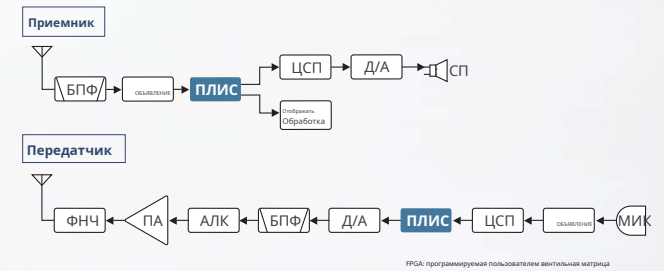 Приемник
БПФ
ОБЪЯВЛЕНИЕ
ПЛИС
ЦСП
Д/А
СП
Отображать
Обработка
Передатчик
ФНЧ
ПА
АЛК
БПФ
Д/А
ПЛИС
ЦСП
ОБЪЯВЛЕНИЕ
МИК
FPGA: программируемая пользователем вентильная матрица